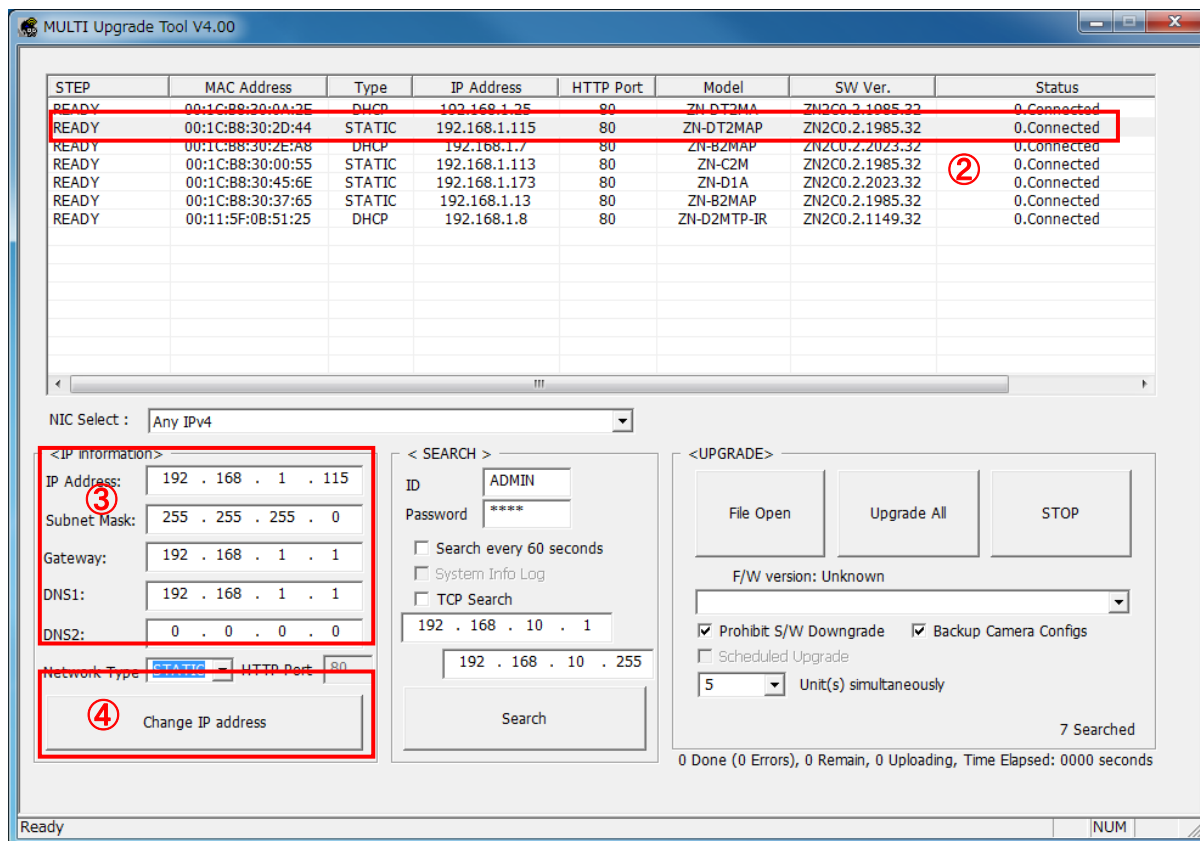 MULTI Upgrade Tool V4.00
STEP MAC Address Type IP Address HTTP Port Model SW Ver. Status
READY 00:1C:B8:30:0A:2E DHCP 192.168.1.25 80 ZN-DT2MA ZN2C0.2.1985.32 0.Connected
READY 00:1C:B8:30:2D:44 STATIC 192.168.1.115 80 ZN-DT2MAP ZN2C0.2.1985.32 0.Connected
READY 00:1C:B8:30:2E:A8 DHCP 192.168.1.7 80 ZN-B2MAP ZN2C0.2.2023.32 0.Connected
READY 00:1C:B8:30:00:55 STATIC 192.168.1.113 80 ZN-C2M ZN2C0.2.1985.32 0.Connected
READY 00:1C:B8:30:45:6E STATIC 192.168.1.173 80 ZN-D1A ZN2C0.2.2023.32 0.Connected
READY 00:1C:B8:30:37:65 STATIC 192.168.1.13 80 ZN-B2MAP ZN2C0.2.1985.32 0.Connected
READY 00:11:5F:0B:51:25 DHCP 192.168.1.8 80 ZN-D2MTP-IR ZN2C0.2.1149.32 0.Connected
②
NIC Select : Any IPv4
<IP information>
IP Address: 192 . 168 . 1 . 115
③
Subnet Mask: 255 . 255 . 255 . 0
Gateway: 192 . 168 . 1 . 1
DNS1: 192 . 168 . 1 . 1
DNS2: 0 . 0 . 0 . 0
Network Type STATIC HTTP Port 80
④ Change IP address
< SEARCH >
ID ADMIN
Password ****
Search every 60 seconds
System Info Log
TCP Search
192 . 168 . 10 . 1
192 . 168 . 10 . 255
Search
<UPGRADE>
File Open Upgrade All STOP
F/W version: Unknown
Prohibit S/W Downgrade Backup Camera Configs
Scheduled Upgrade
5 Unit(s) simultaneously
7 Searched
0 Done (0 Errors), 0 Remain, 0 Uploading, Time Elapsed: 0000 seconds
Ready NUM